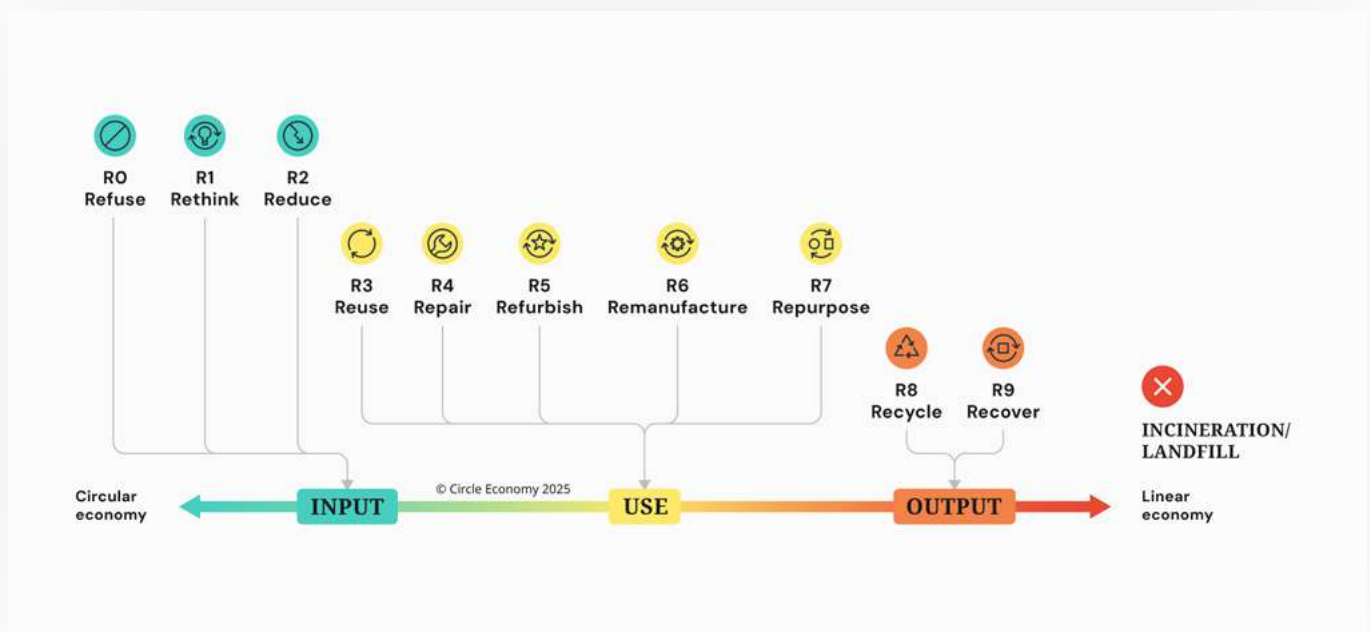 R0
Refuse
R1
Rethink
R2
Reduce
R3
Reuse
R4
Repair
R5
Refurbish
R6
Remanufacture
R7
Repurpose
R8
Recycle
R9
Recover
INCINERATION/
LANDFILL
Circular
economy
INPUT
© Circle Economy 2025
USE
OUTPUT
Linear
economy